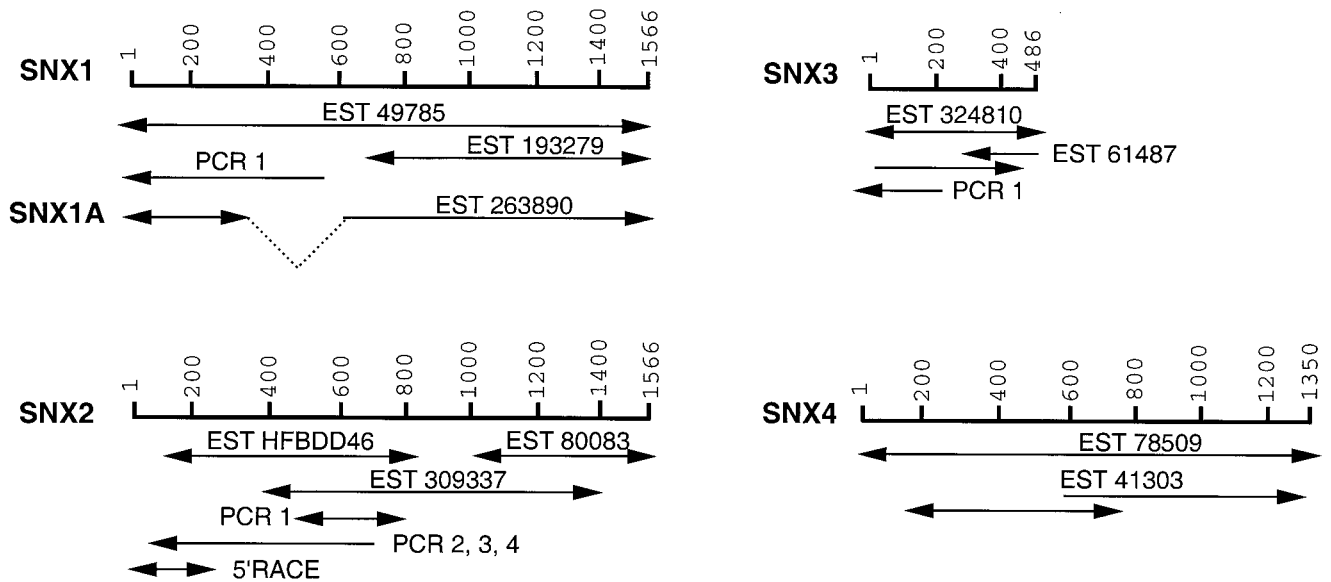 SNX1
1 200 400 600 800 1000 1200 1400 1566
EST 49785
EST 193279
PCR 1
SNX1A
EST 263890
SNX3
1 200 400 486
EST 324810
EST 61487
PCR 1
SNX2
1 200 400 600 800 1000 1200 1400 1566
EST HFBDD46
EST 80083
EST 309337
PCR 1
PCR 2, 3, 4
5'RACE
SNX4
1 200 400 600 800 1000 1200 1350
EST 78509
EST 41303